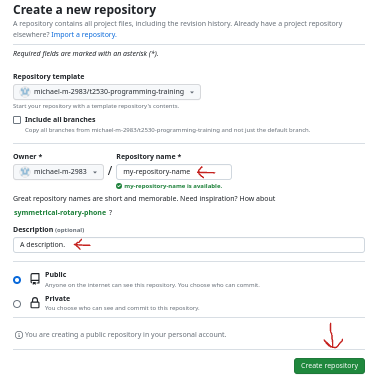 Create a new repository
A repository contains all project files, including the revision history. Already have a project repository
elsewhere? Import a repository.
Required fields are marked with an asterisk (*).
Repository template
michael-m-2983/t2530-programming-training
Start your repository with a template repository's contents.
Include all branches
Copy all branches from michael-m-2983/t2530-programming-training and not just the default branch.
Owner * Repository name *
michael-m-2983 / my-repository-name
my-repository-name is available.
Great repository names are short and memorable. Need inspiration? How about
symmetrical-rotary-phone ?
Description (optional)
A description.
Public
Anyone on the internet can see this repository. You choose who can commit.
Private
You choose who can see and commit to this repository.
You are creating a public repository in your personal account.
Create repository